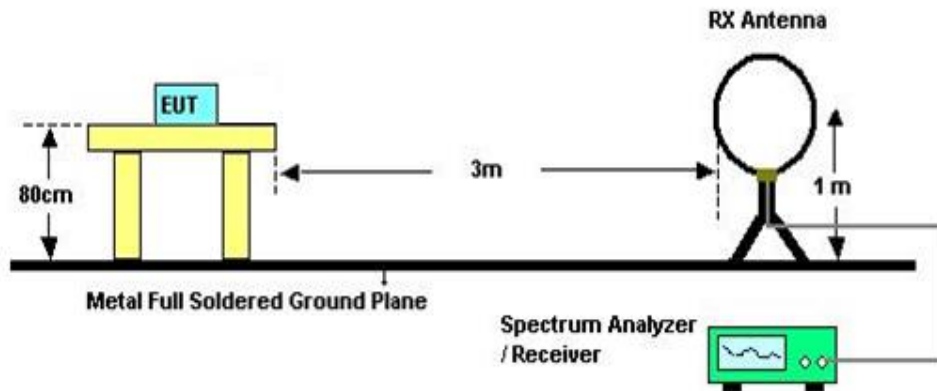 RX Antenna
EUT
3m
80cm
1 m
Metal Full Soldered Ground Plane
Spectrum Analyzer
/ Receiver